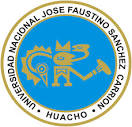 UNIVERSIDAD NACIONAL JOSE FAUSTINO SANCHEZ CARRION
• HUACHO •